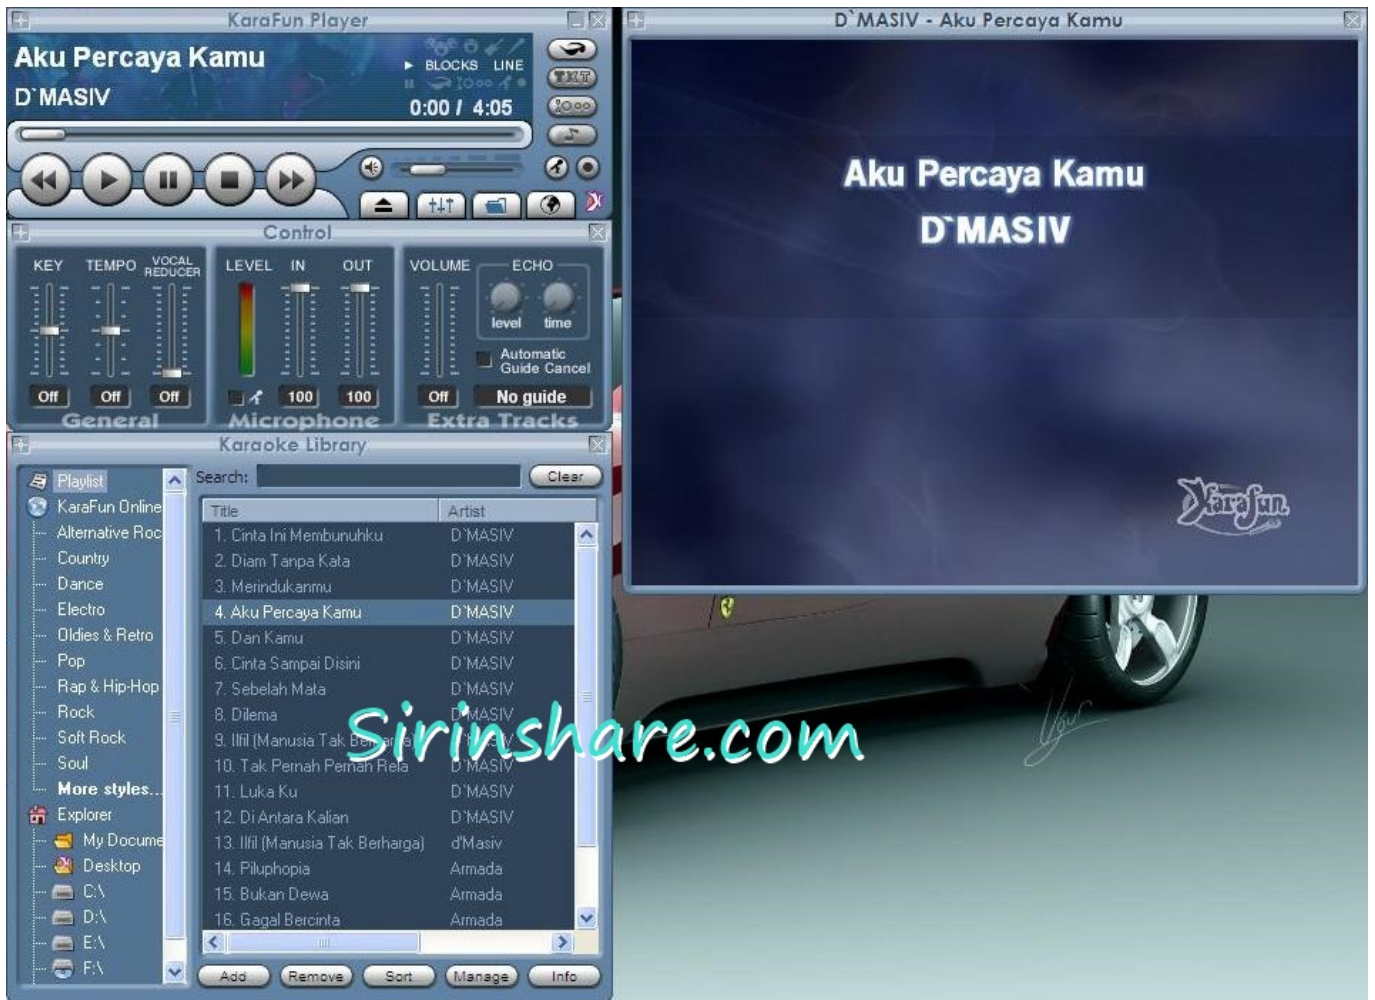 KaraFun Player
Aku Percaya Kamu
D`MASIV
BLOCKS LINE
0:00 / 4:05
TXT
Control
KEY TEMPO VOCAL REDUCER
Off Off Off
General
LEVEL IN OUT
100 100
Microphone
VOLUME ECHO
level time
Automatic
Guide Cancel
Off No guide
Extra Tracks
Karaoke Library
Playlist
KaraFun Online
Alternative Roc
Country
Dance
Electro
Oldies & Retro
Pop
Rap & Hip-Hop
Rock
Soft Rock
Soul
More styles...
Explorer
My Docume
Desktop
C:\
D:\
E:\
F:\
Search: Clear
Title Artist
1. Cinta Ini Membunuhku D`MASIV
2. Diam Tanpa Kata D`MASIV
3. Merindukanmu D`MASIV
4. Aku Percaya Kamu D`MASIV
5. Dan Kamu D`MASIV
6. Cinta Sampai Disini D`MASIV
7. Sebelah Mata D`MASIV
8. Dilema D`MASIV
9. Ilfil (Manusia Tak Berharga) D`MASIV
10. Tak Pernah Pernah Rela D`MASIV
11. Luka Ku D`MASIV
12. Di Antara Kalian D`MASIV
13. Ilfil (Manusia Tak Berharga) d'Masiv
14. Piluphopia Armada
15. Bukan Dewa Armada
16. Gagal Bercinta Armada
Add Remove Sort Manage Info
D`MASIV - Aku Percaya Kamu
Aku Percaya Kamu
D`MASIV
KaraFun
Sirinshare.com